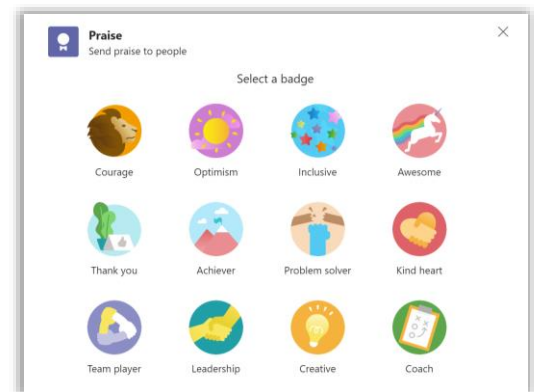 Praise
Send praise to people
Select a badge
Courage
Optimism
Inclusive
Awesome
Thank you
Achiever
Problem solver
Kind heart
Team player
Leadership
Creative
Coach